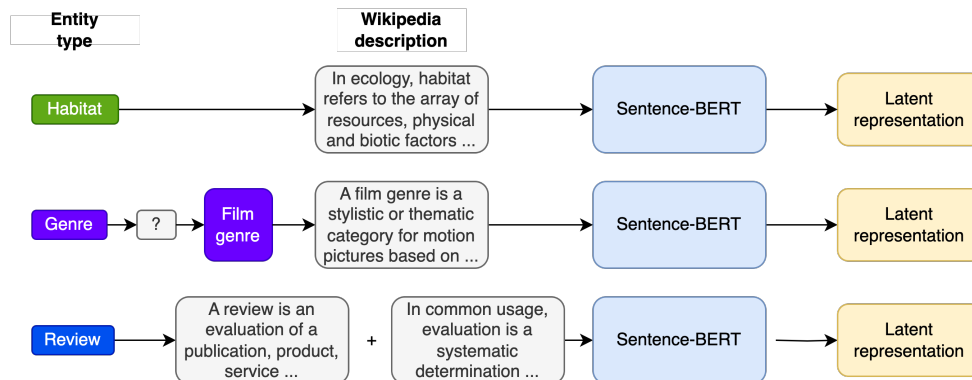 Entity
type
Wikipedia
description
Habitat
In ecology, habitat
refers to the array of
resources, physical
and biotic factors ...
Sentence-BERT
Latent
representation
Genre
?
Film
genre
A film genre is a
stylistic or thematic
category for motion
pictures based on ...
Sentence-BERT
Latent
representation
Review
A review is an
evaluation of a
publication, product,
service ...
+
In common usage,
evaluation is a
systematic
determination ...
Sentence-BERT
Latent
representation